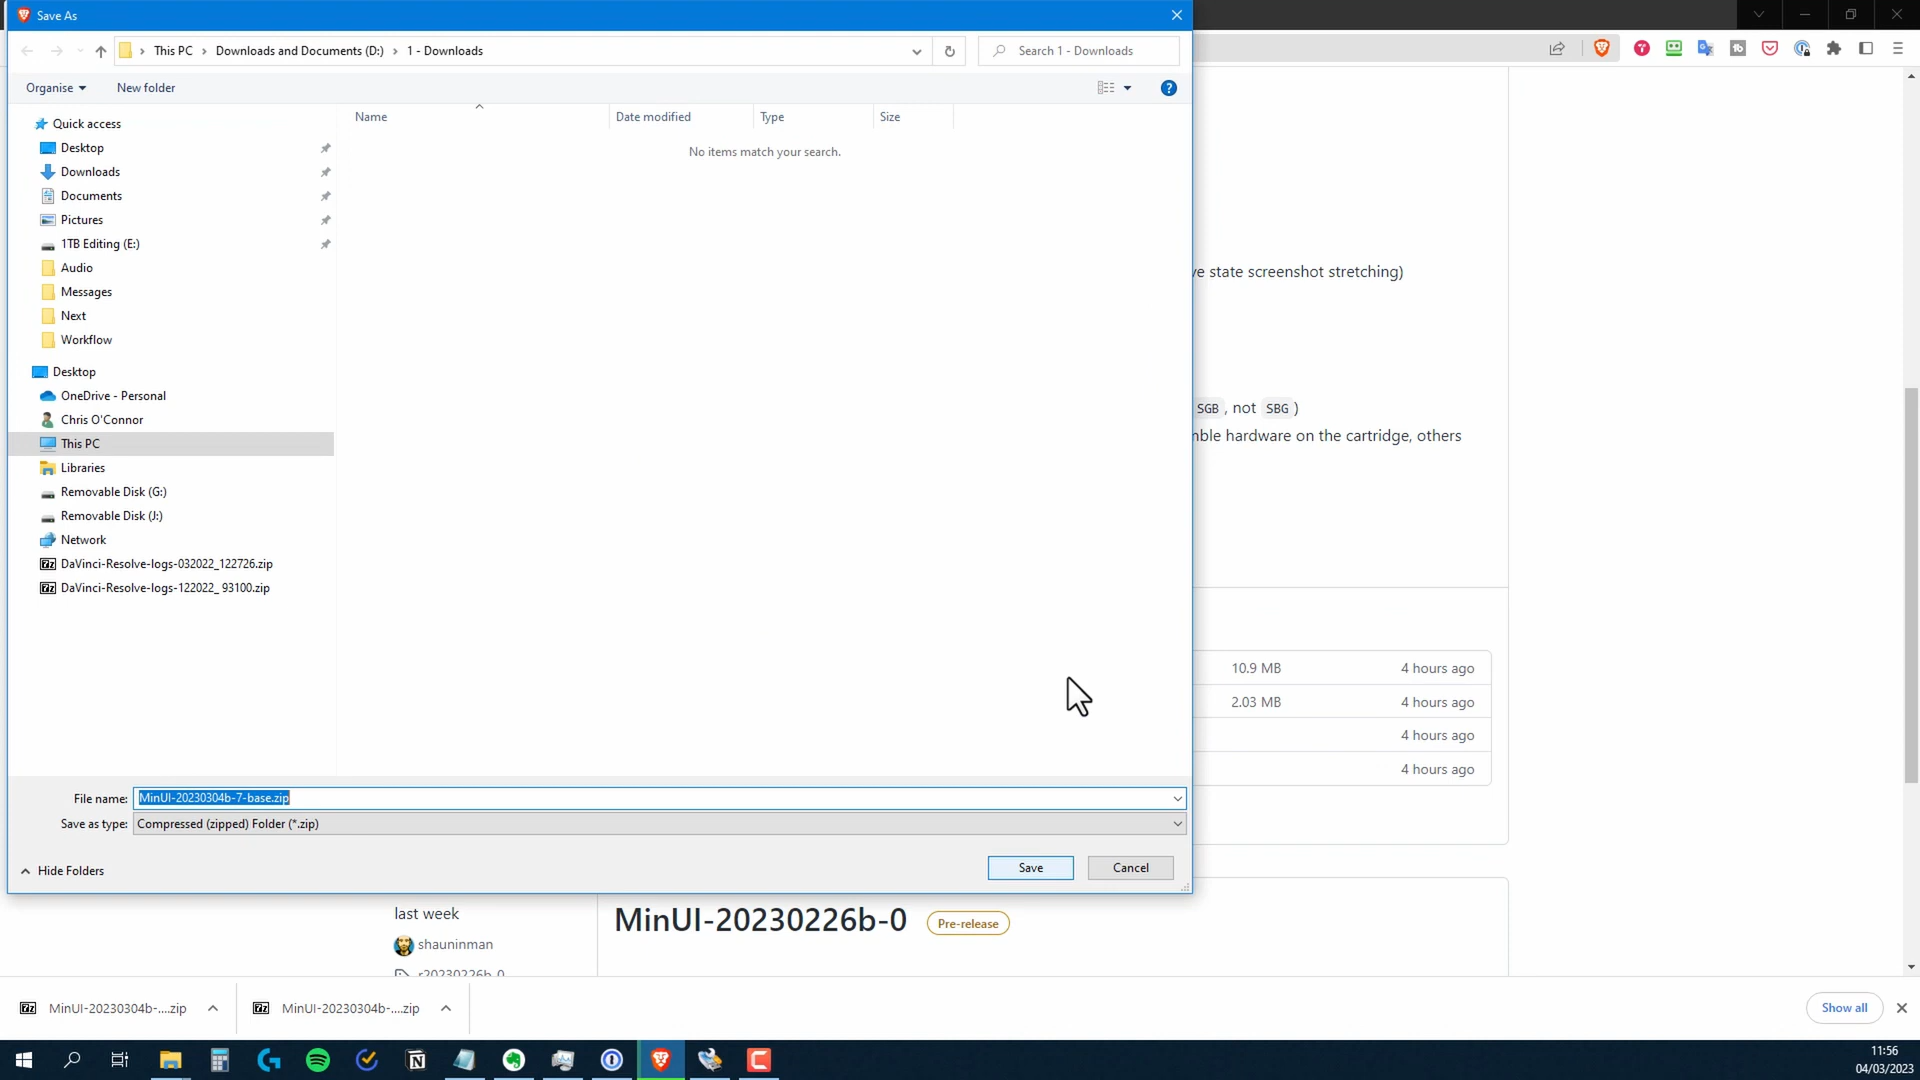 Save As
This PC > Downloads and Documents (D:) > 1 - Downloads
Search 1 - Downloads
Organise
New folder
Name
Date modified
Type
Size
No items match your search.
Quick access
Desktop
Downloads
Documents
Pictures
1TB Editing (E:)
Audio
Messages
Next
Workflow
Desktop
OneDrive - Personal
Chris O'Connor
This PC
Libraries
Removable Disk (G:)
Removable Disk (J:)
Network
DaVinci-Resolve-logs-032022_122726.zip
DaVinci-Resolve-logs-122022_ 93100.zip
File name: MinUI-20230304b-7-base.zip
Save as type: Compressed (zipped) Folder (*.zip)
Hide Folders
Save
Cancel
ve state screenshot stretching)
SGB , not SBG )
mble hardware on the cartridge, others
10.9 MB 4 hours ago
2.03 MB 4 hours ago
4 hours ago
4 hours ago
last week
shauninman
r20230226b-0
MinUI-20230226b-0
Pre-release
MinUI-20230304b-....zip
MinUI-20230304b-....zip
Show all
11:56
04/03/2023